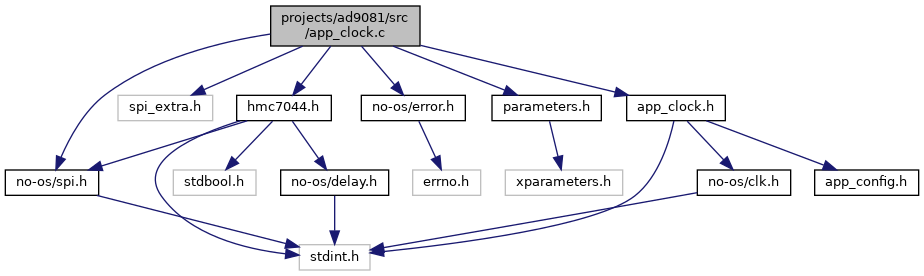 projects/ad9081/src
/app_clock.c
spi_extra.h
hmc7044.h
no-os/error.h
parameters.h
app_clock.h
no-os/spi.h
stdbool.h
no-os/delay.h
errno.h
xparameters.h
no-os/clk.h
app_config.h
stdint.h